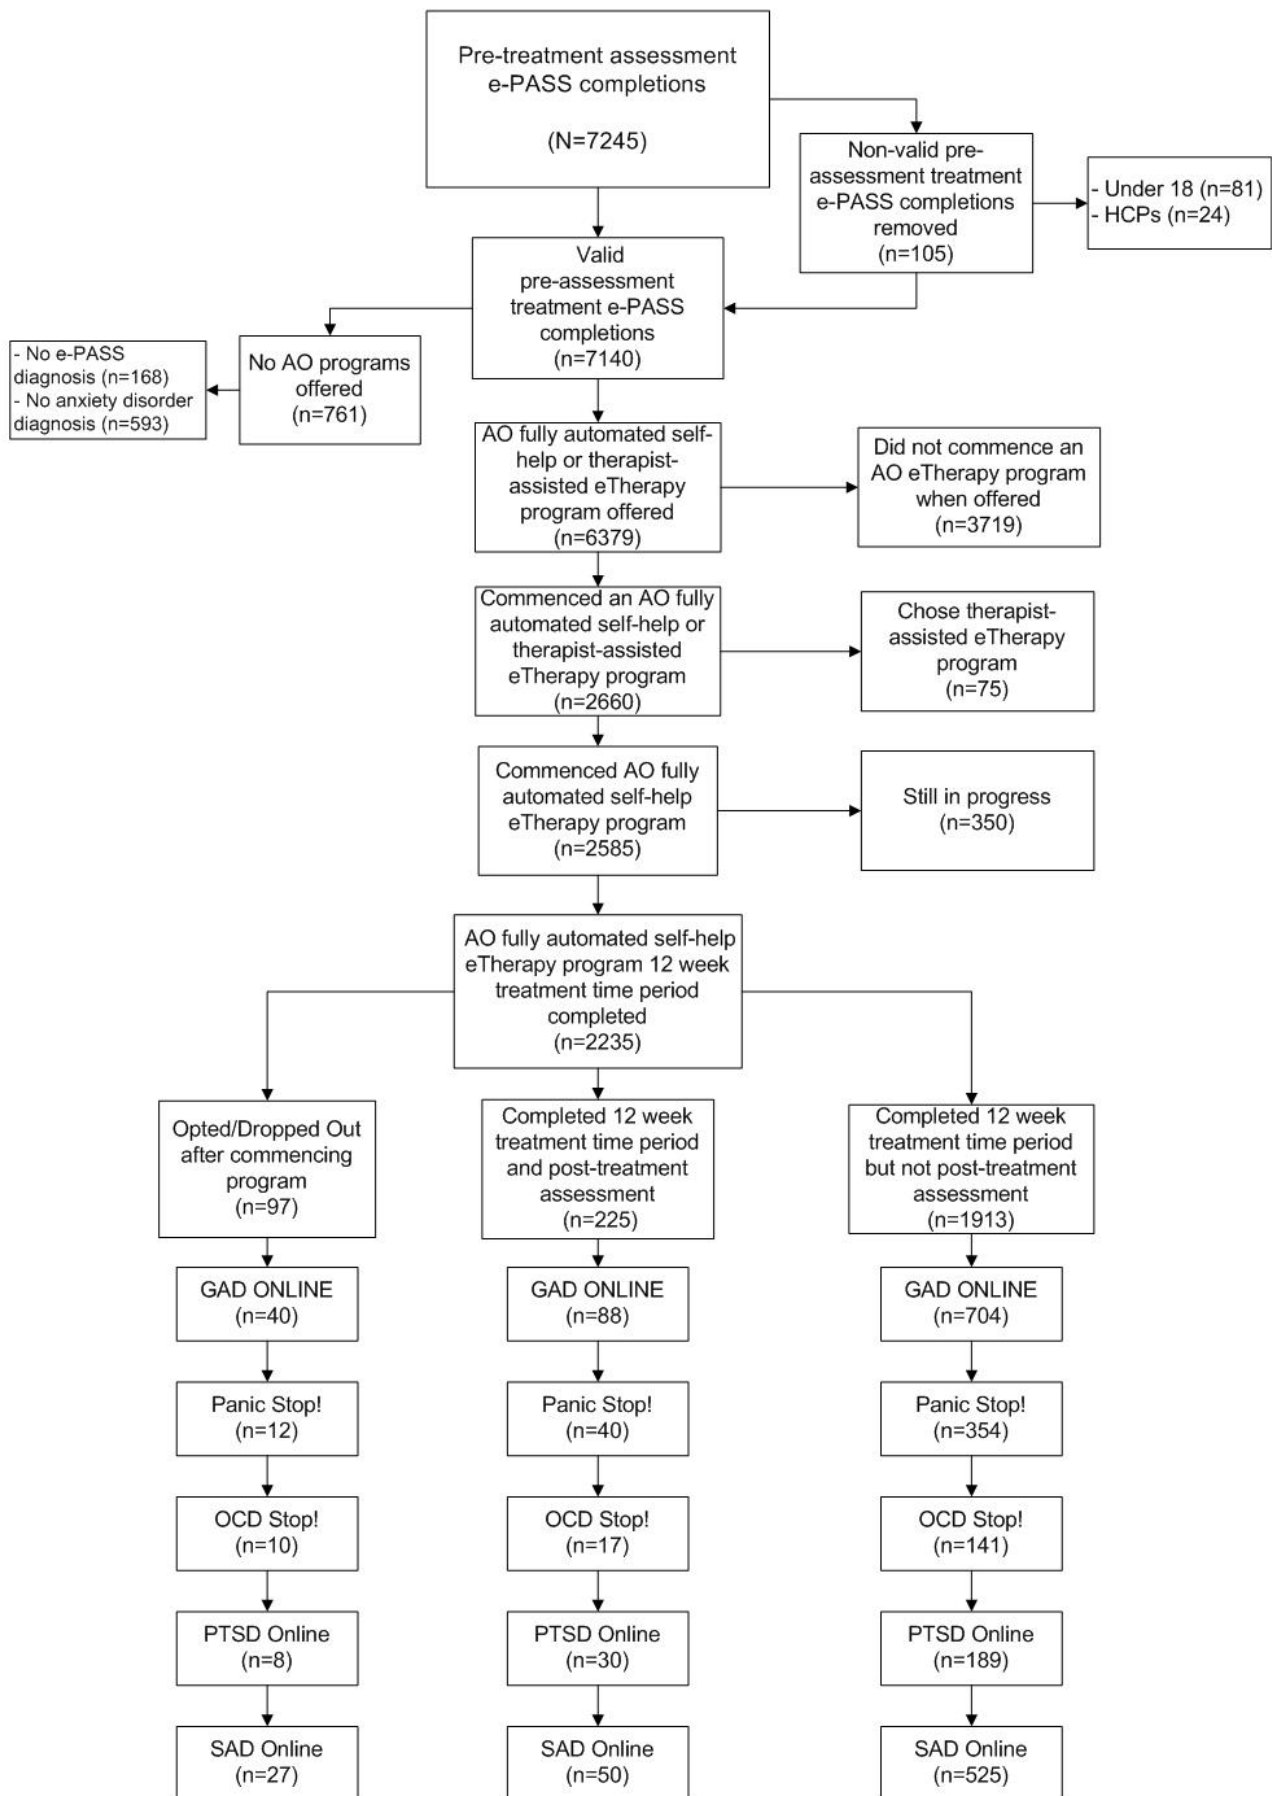 Pre-treatment assessment
e-PASS completions
(N=7245)
Non-valid pre-
assessment treatment
e-PASS completions
removed
(n=105)
- Under 18 (n=81)
- HCPs (n=24)
Valid
pre-assessment
treatment e-PASS
completions
(n=7140)
No AO programs
offered
(n=761)
- No e-PASS
diagnosis (n=168)
- No anxiety disorder
diagnosis (n=593)
AO fully automated self-
help or therapist-
assisted eTherapy
program offered
(n=6379)
Did not commence an
AO eTherapy program
when offered
(n=3719)
Commenced an AO fully
automated self-help or
therapist-assisted
eTherapy program
(n=2660)
Chose therapist-
assisted eTherapy
program
(n=75)
Commenced AO fully
automated self-help
eTherapy program
(n=2585)
Still in progress
(n=350)
AO fully automated self-help
eTherapy program 12 week
treatment time period
completed
(n=2235)
Opted/Dropped Out
after commencing
program
(n=97)
Completed 12 week
treatment time period
and post-treatment
assessment
(n=225)
Completed 12 week
treatment time period
but not post-treatment
assessment
(n=1913)
GAD ONLINE
(n=40)
GAD ONLINE
(n=88)
GAD ONLINE
(n=704)
Panic Stop!
(n=12)
Panic Stop!
(n=40)
Panic Stop!
(n=354)
OCD Stop!
(n=10)
OCD Stop!
(n=17)
OCD Stop!
(n=141)
PTSD Online
(n=8)
PTSD Online
(n=30)
PTSD Online
(n=189)
SAD Online
(n=27)
SAD Online
(n=50)
SAD Online
(n=525)